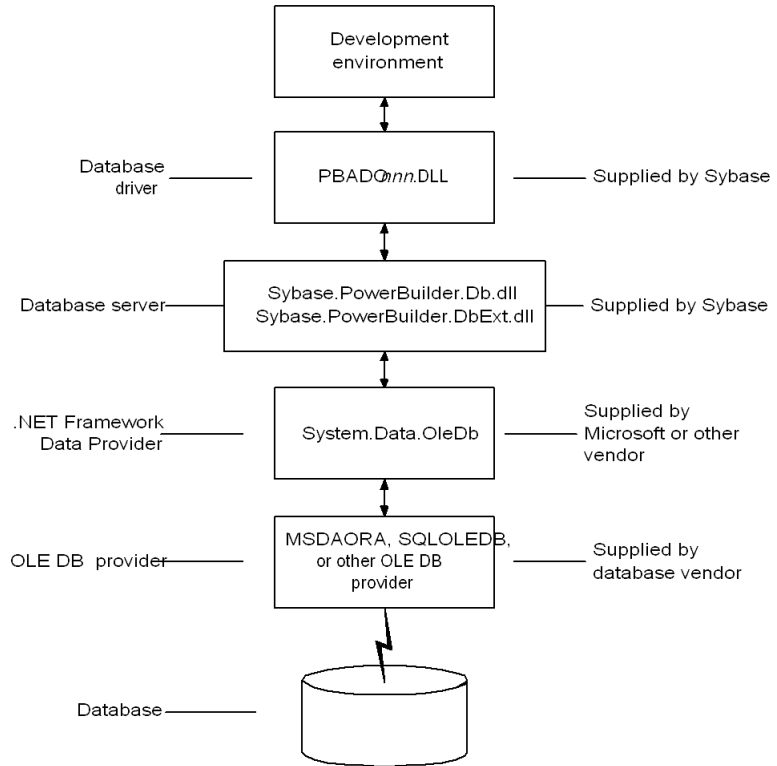 Development
environment
Database
driver
PBADOnnn.DLL
Supplied by Sybase
Database server
Sybase.PowerBuilder.Db.dll
Sybase.PowerBuilder.DbExt.dll
Supplied by Sybase
.NET Framework
Data Provider
System.Data.OleDb
Supplied by
Microsoft or other
vendor
OLE DB provider
MSDAORA, SQLOLEDB,
or other OLE DB
provider
Supplied by
database vendor
Database